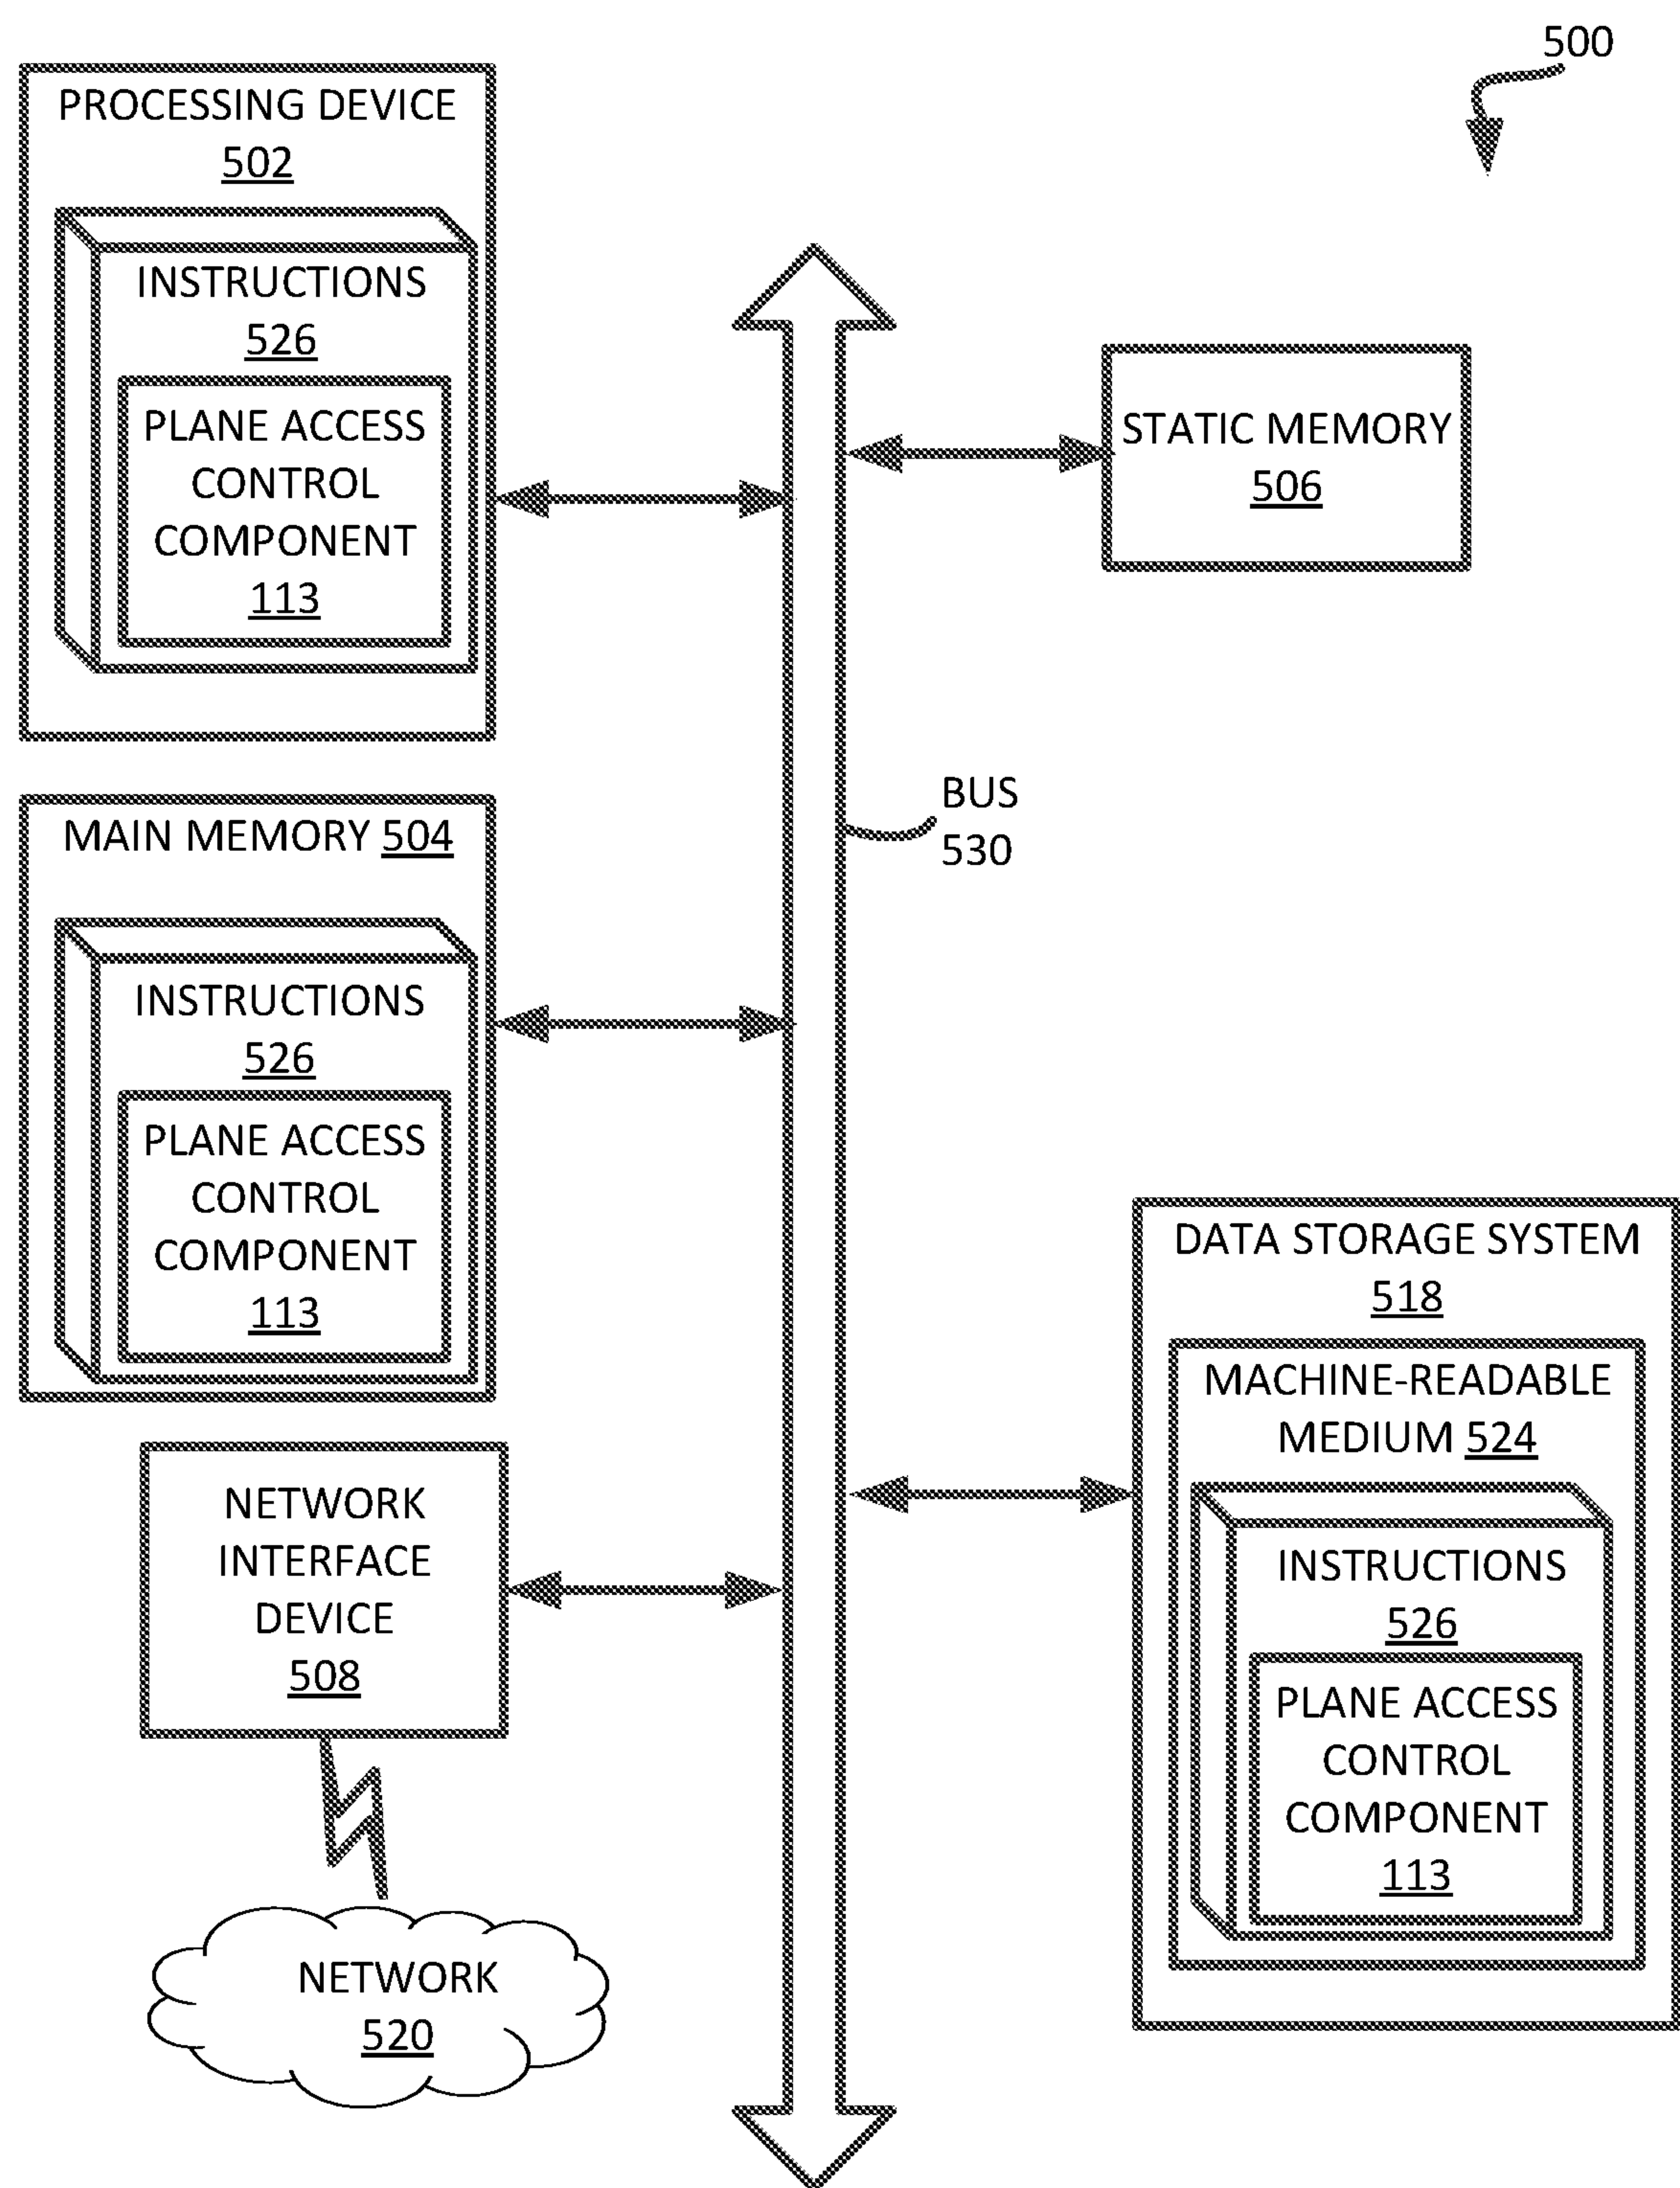 500
PROCESSING DEVICE
502
INSTRUCTIONS
526
PLANE ACCESS
CONTROL
COMPONENT
113
STATIC MEMORY
506
BUS
530
MAIN MEMORY 504
INSTRUCTIONS
526
PLANE ACCESS
CONTROL
COMPONENT
113
DATA STORAGE SYSTEM
518
MACHINE-READABLE
MEDIUM 524
INSTRUCTIONS
526
PLANE ACCESS
CONTROL
COMPONENT
113
NETWORK
INTERFACE
DEVICE
508
NETWORK
520